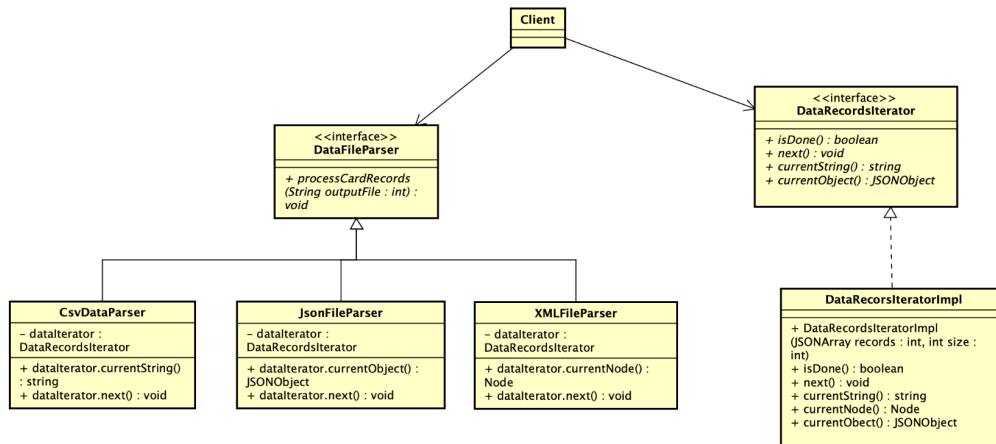 Client
<<interface>>
DataRecordsIterator
+ isDone() : boolean
+ next() : void
+ currentString() : string
+ currentObject() : JSONObject
<<interface>>
DataFileParser
+ processCardRecords
(String outputFile : int) :
void
CsvDataParser
– dataIterator :
DataRecordsIterator
+ dataIterator.currentString()
: string
+ dataIterator.next() : void
JsonFileParser
– dataIterator :
DataRecordsIterator
+ dataIterator.currentObject() :
JSONObject
+ dataIterator.next() : void
XMLFileParser
– dataIterator :
DataRecordsIterator
+ dataIterator.currentNode() :
Node
+ dataIterator.next() : void
DataRecorsIteratorImpl
+ DataRecordsIteratorImpl
(JSONArray records : int, int size :
int)
+ isDone() : boolean
+ next() : void
+ currentString() : string
+ currentNode() : Node
+ currentObect() : JSONObject